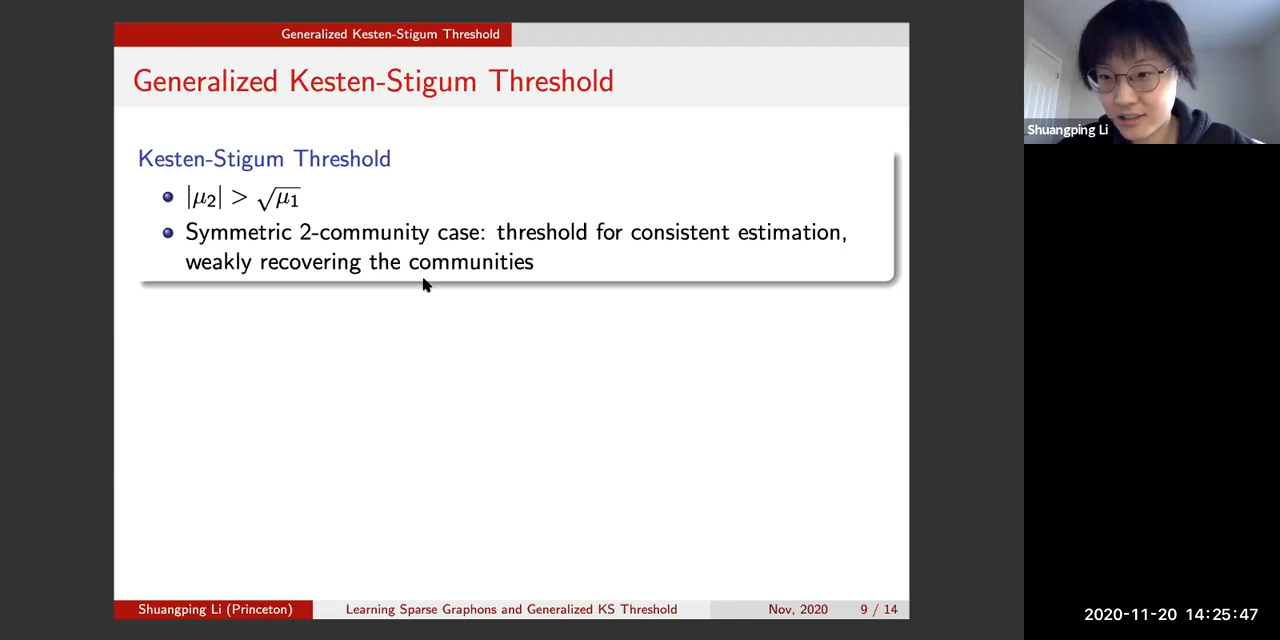 Generalized Kesten-Stigum Threshold
Generalized Kesten-Stigum Threshold
Kesten-Stigum Threshold
|μ₂| > √μ₁
Symmetric 2-community case: threshold for consistent estimation,
weakly recovering the communities
Shuangping Li (Princeton) Learning Sparse Graphons and Generalized KS Threshold Nov, 2020 9 / 14
Shuangping Li
2020-11-20 14:25:47